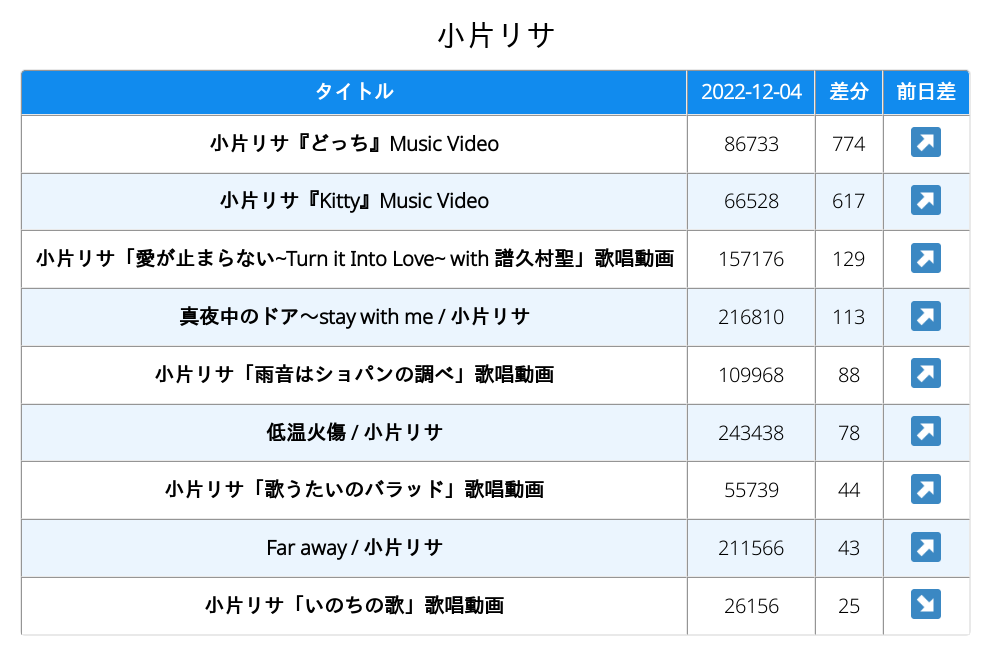 小片リサ
タイトル 2022-12-04 差分 前日差
小片リサ『どっち』Music Video 86733 774 ↗
小片リサ『Kitty』Music Video 66528 617 ↗
小片リサ「愛が止まらない~Turn it Into Love~ with 譜久村聖」歌唱動画 157176 129 ↗
真夜中のドア〜stay with me / 小片リサ 216810 113 ↗
小片リサ「雨音はショパンの調べ」歌唱動画 109968 88 ↗
低温火傷 / 小片リサ 243438 78 ↗
小片リサ「歌うたいのバラッド」歌唱動画 55739 44 ↗
Far away / 小片リサ 211566 43 ↗
小片リサ「いのちの歌」歌唱動画 26156 25 ↘